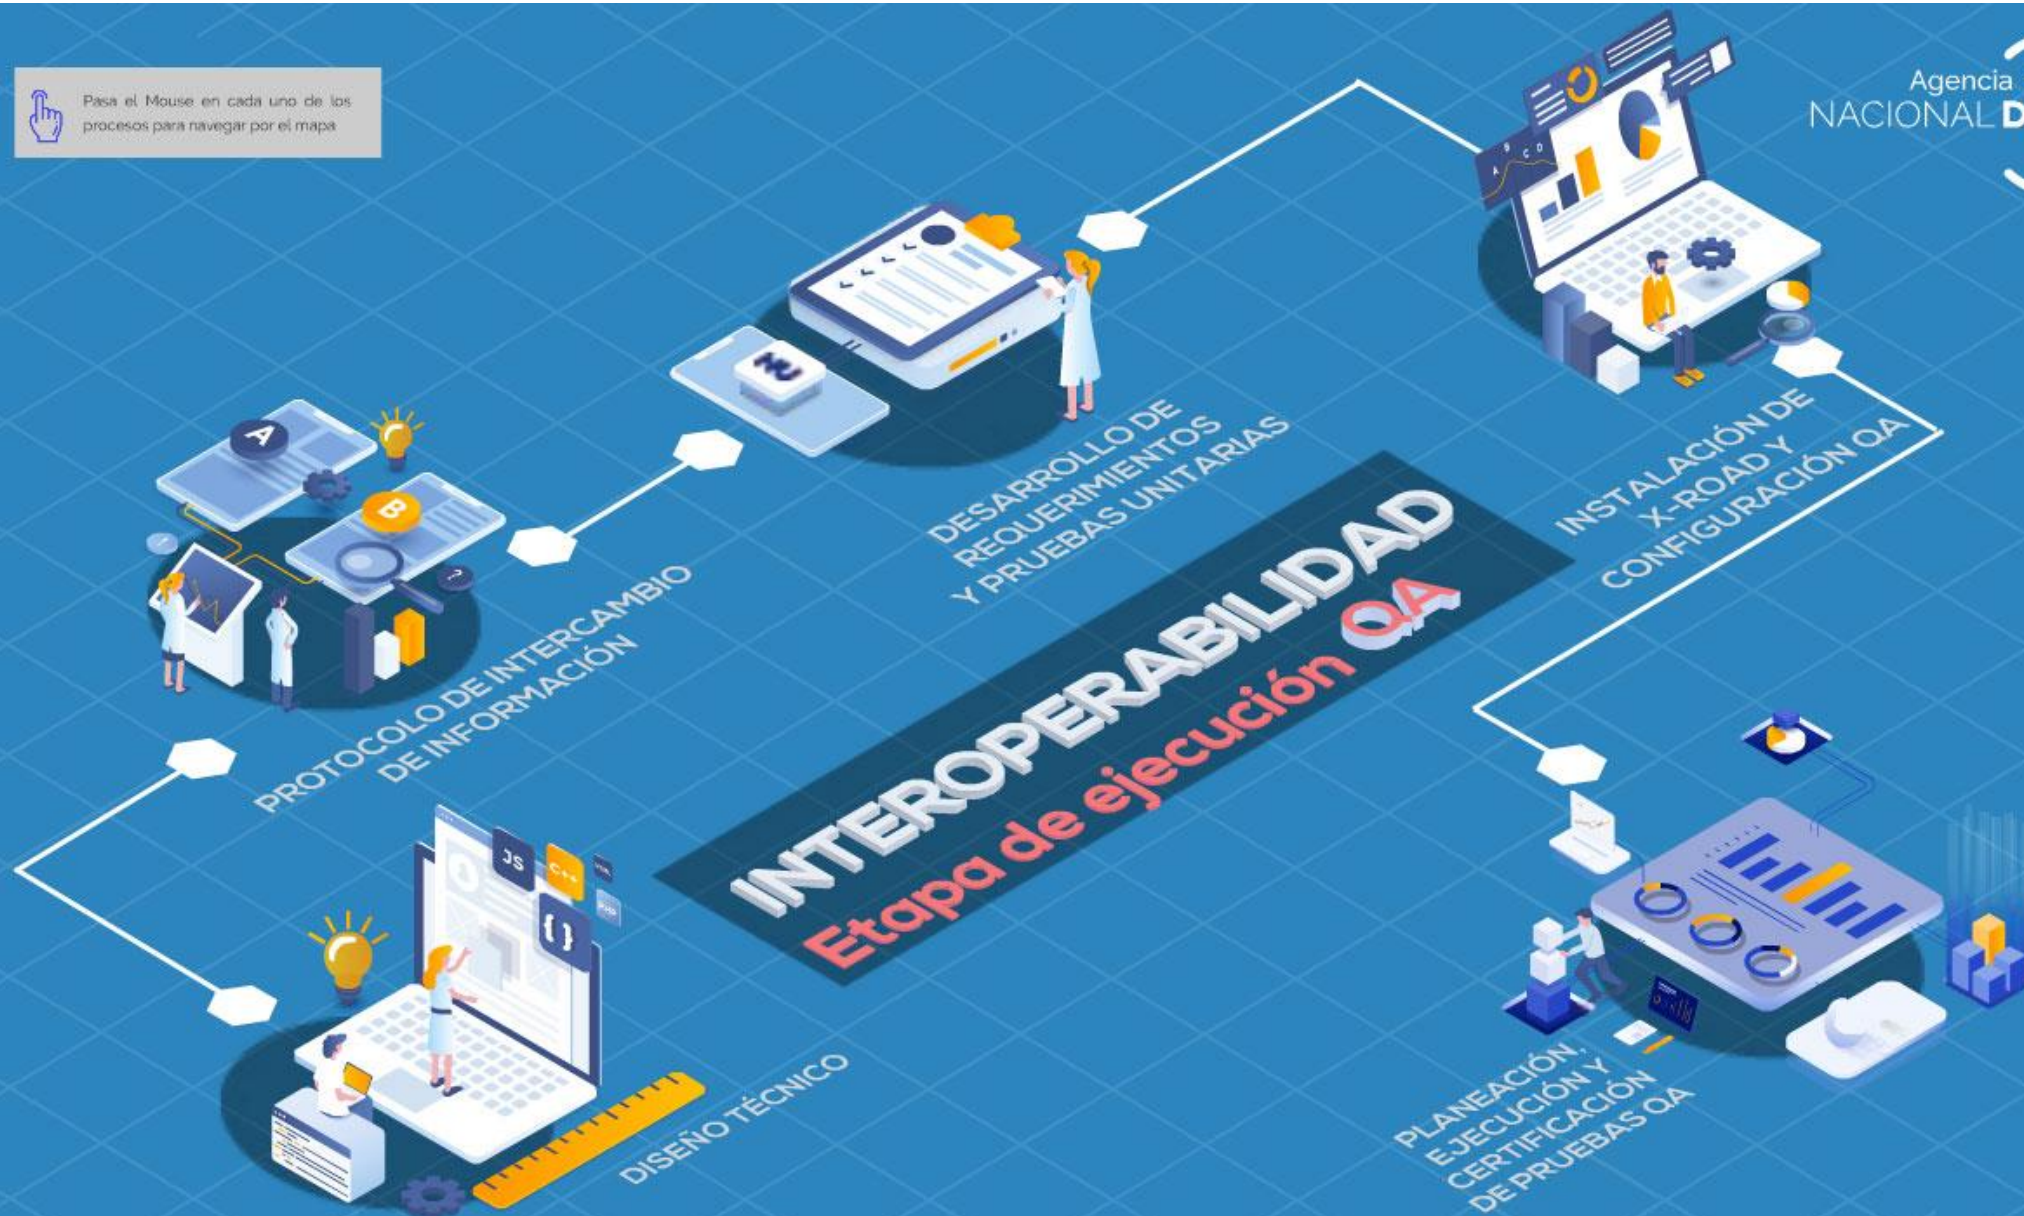 Pasa el Mouse en cada uno de los
procesos para navegar por el mapa
Agencia
NACIONAL D
A
B
C
D
DESARROLLO DE
REQUERIMIENTOS
Y PRUEBAS UNITARIAS
INSTALACIÓN DE
X-ROAD Y
CONFIGURACIÓN QA
A
B
PROTOCOLO DE INTERCAMBIO
DE INFORMACIÓN
INTEROPERABILIDAD
Etapa de ejecución QA
JS
C++
PHP
{ }
DISEÑO TÉCNICO
PLANEACIÓN,
EJECUCIÓN Y
CERTIFICACIÓN
DE PRUEBAS QA